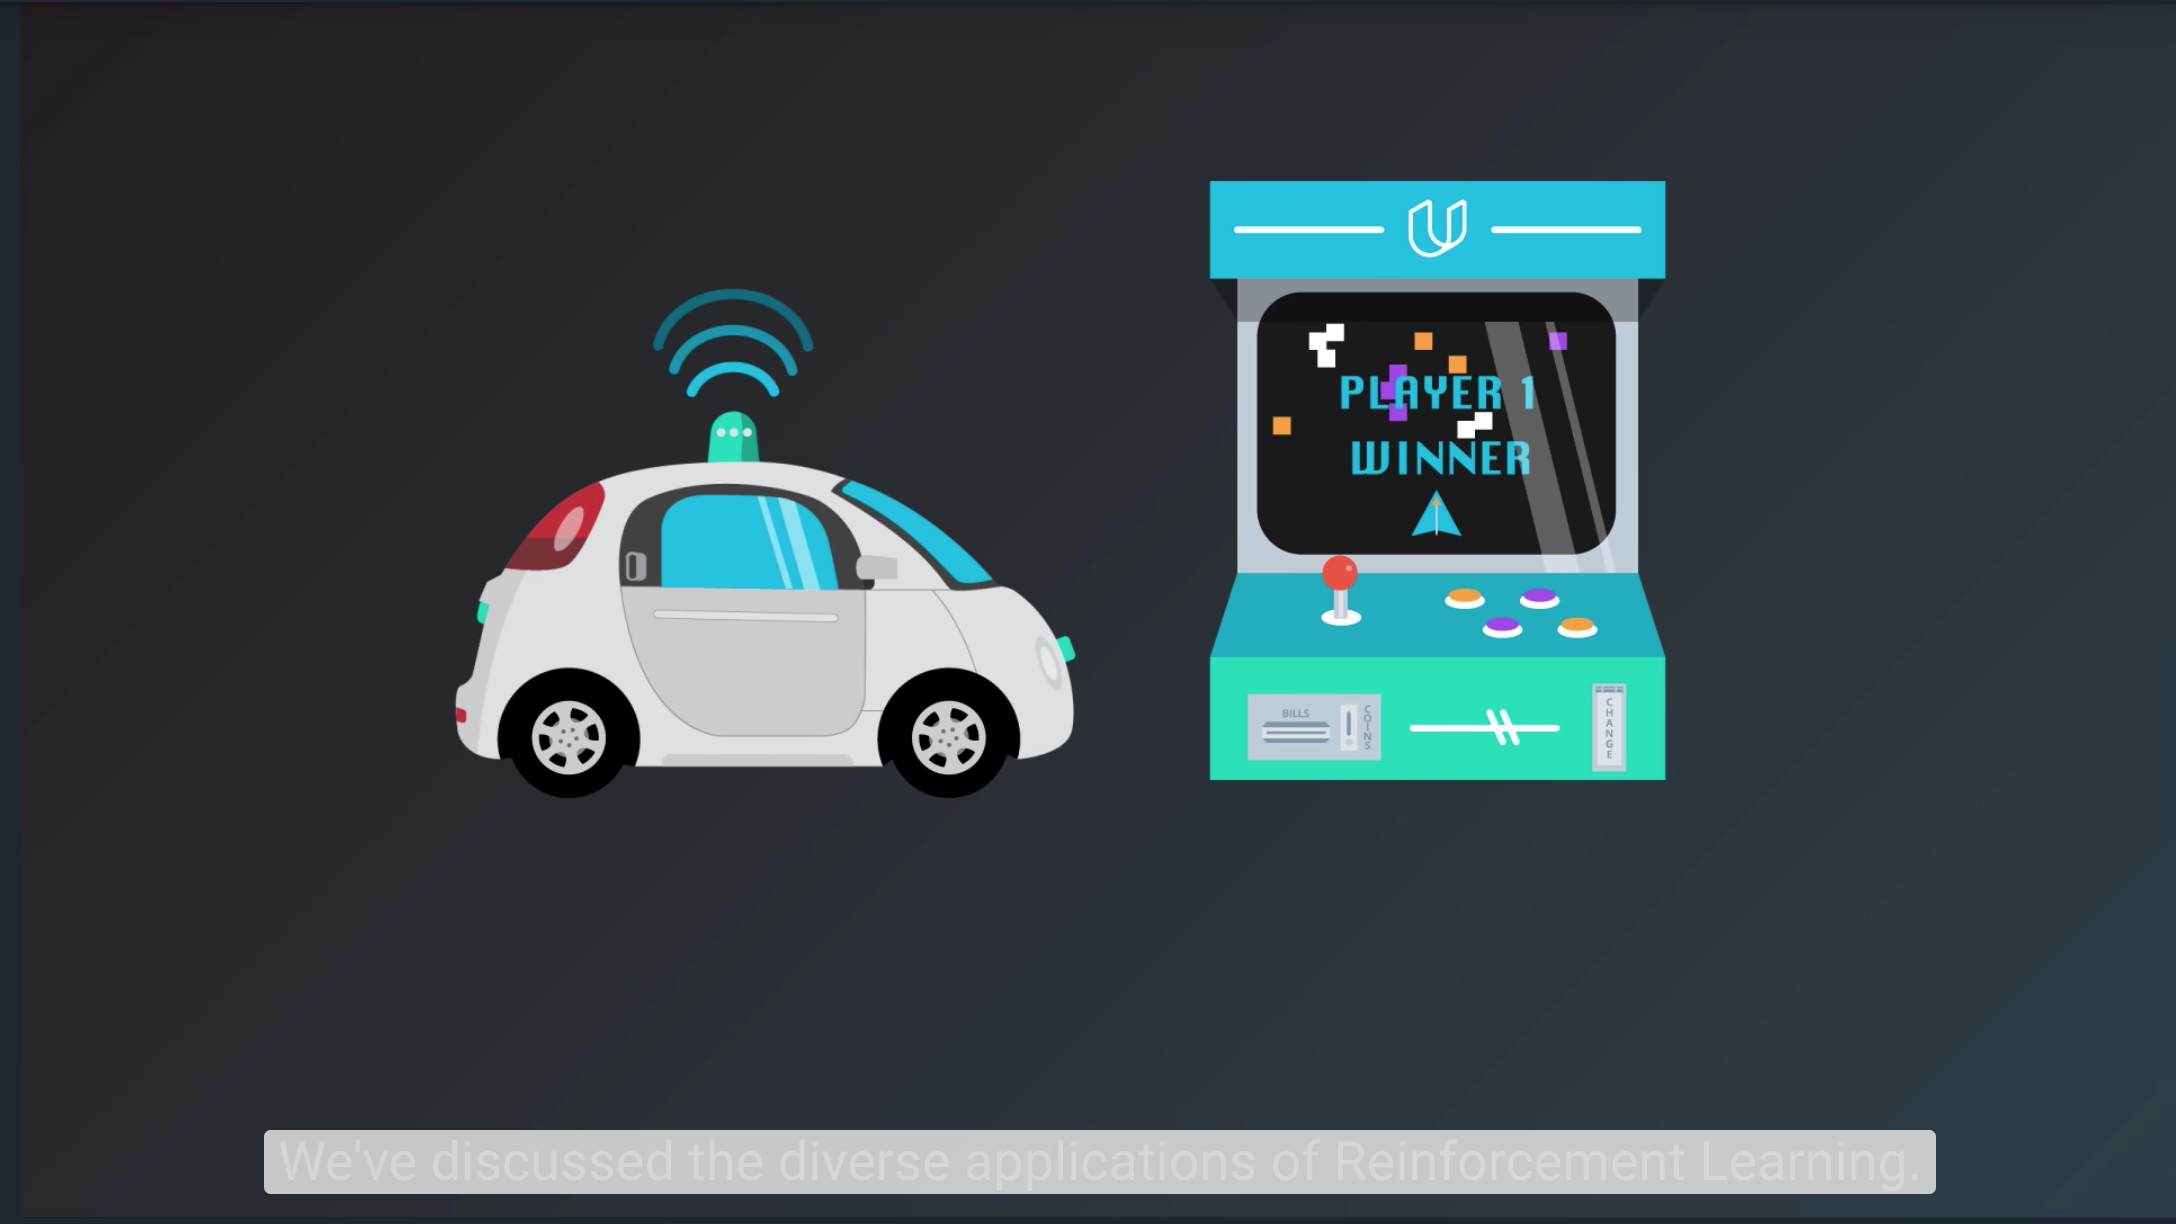 PLAYER 1
WINNER
BILLS
COINS
CHANGE
We've discussed the diverse applications of Reinforcement Learning.